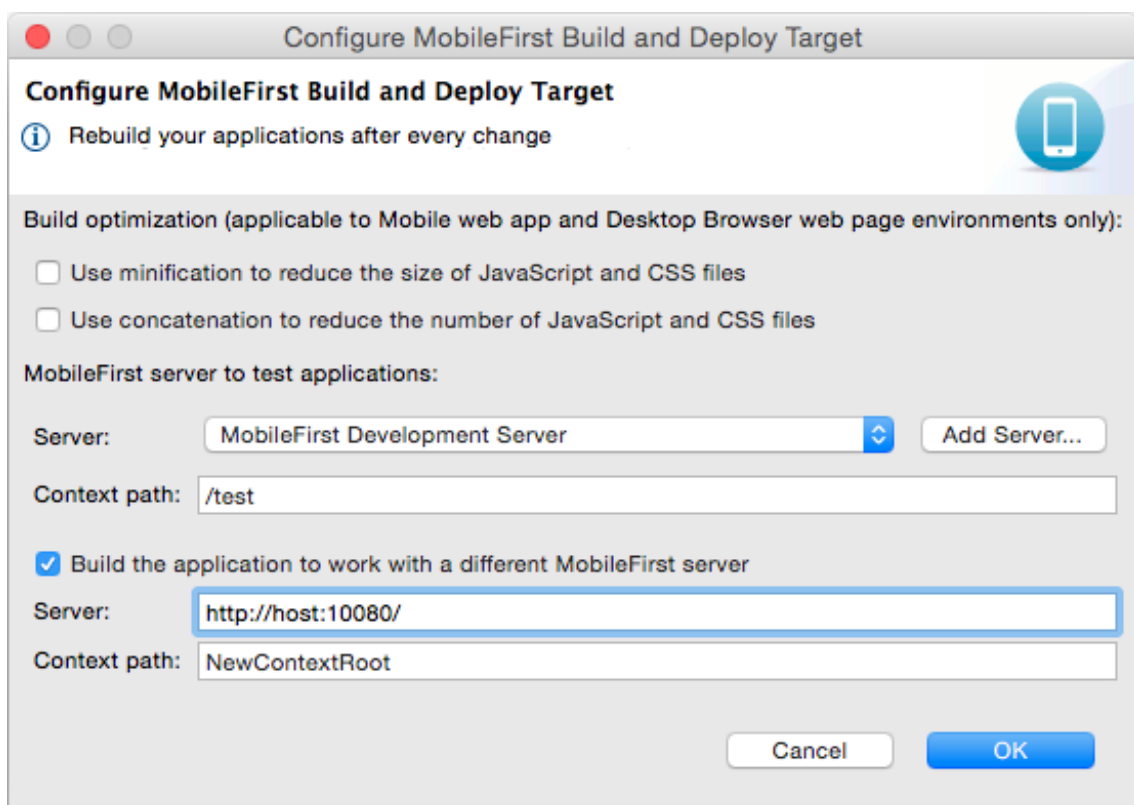 Configure MobileFirst Build and Deploy Target
Configure MobileFirst Build and Deploy Target
Rebuild your applications after every change
Build optimization (applicable to Mobile web app and Desktop Browser web page environments only):
Use minification to reduce the size of JavaScript and CSS files
Use concatenation to reduce the number of JavaScript and CSS files
MobileFirst server to test applications:
Server: MobileFirst Development Server Add Server...
Context path: /test
Build the application to work with a different MobileFirst server
Server: http://host:10080/
Context path: NewContextRoot
Cancel OK